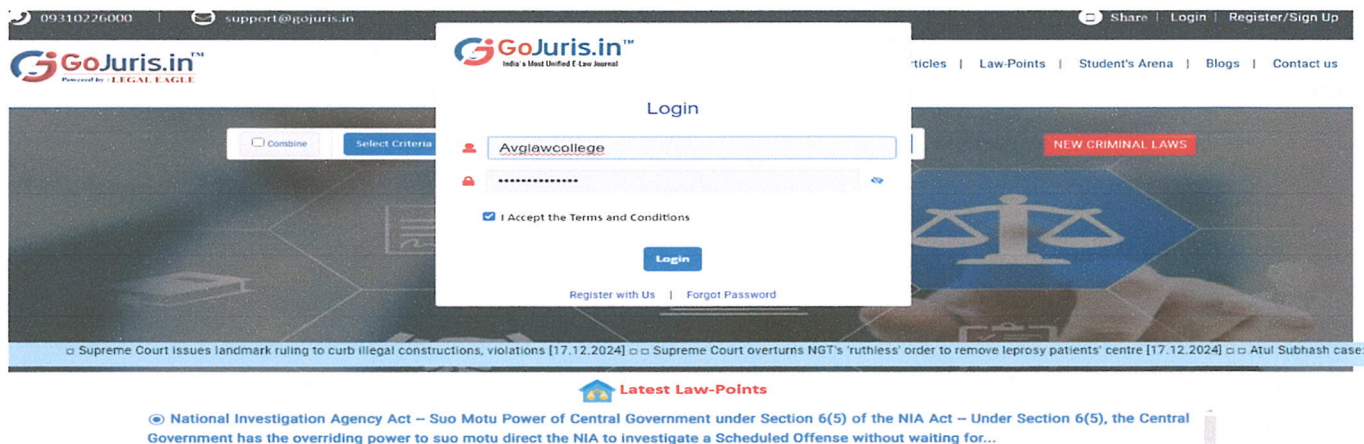 09310226000 | support@gojuris.in
Share | Login | Register/Sign Up
GoJuris.in™
Powered by : LEGAL EAGLE
rticles | Law-Points | Student's Arena | Blogs | Contact us
GoJuris.in™
India's Most Unified E-Law Journal
Login
Avglawcollege
••••••••••••••
I Accept the Terms and Conditions
Login
Register with Us | Forgot Password
Combine
Select Criteria
NEW CRIMINAL LAWS
Supreme Court issues landmark ruling to curb illegal constructions, violations [17.12.2024] Supreme Court overturns NGT's 'ruthless' order to remove leprosy patients' centre [17.12.2024] Atul Subhash case:
Latest Law-Points
National Investigation Agency Act – Suo Motu Power of Central Government under Section 6(5) of the NIA Act – Under Section 6(5), the Central
Government has the overriding power to suo motu direct the NIA to investigate a Scheduled Offense without waiting for...